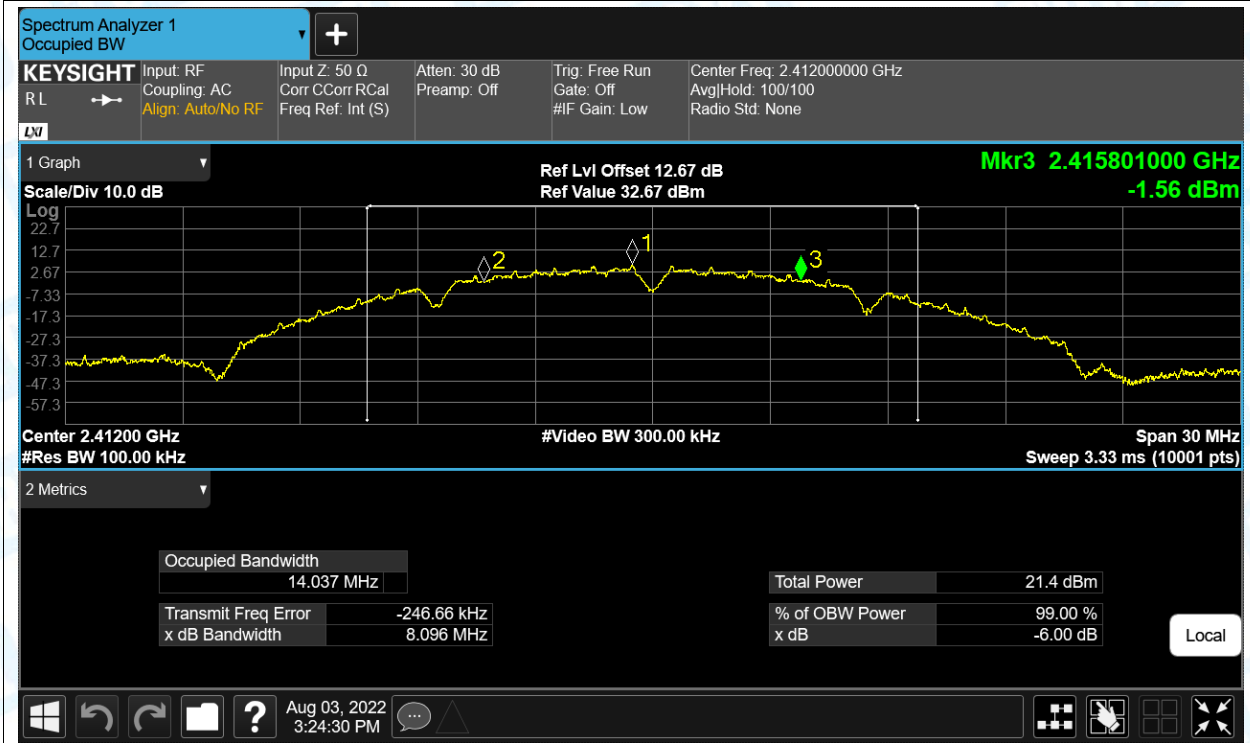 Spectrum Analyzer 1
Occupied BW
+
KEYSIGHT
R L
LXI
Input: RF
Coupling: AC
Align: Auto/No RF
Input Z: 50 Ω
Corr CCorr RCal
Freq Ref: Int (S)
Atten: 30 dB
Preamp: Off
Trig: Free Run
Gate: Off
#IF Gain: Low
Center Freq: 2.412000000 GHz
Avg|Hold: 100/100
Radio Std: None
1 Graph
Scale/Div 10.0 dB
Ref Lvl Offset 12.67 dB
Ref Value 32.67 dBm
Mkr3 2.415801000 GHz
-1.56 dBm
Log
22.7
12.7
2.67
-7.33
-17.3
-27.3
-37.3
-47.3
-57.3
2
1
3
Center 2.41200 GHz
#Res BW 100.00 kHz
#Video BW 300.00 kHz
Span 30 MHz
Sweep 3.33 ms (10001 pts)
2 Metrics
Occupied Bandwidth
14.037 MHz
Transmit Freq Error -246.66 kHz
x dB Bandwidth 8.096 MHz
Total Power 21.4 dBm
% of OBW Power 99.00 %
x dB -6.00 dB
Local
?
Aug 03, 2022
3:24:30 PM